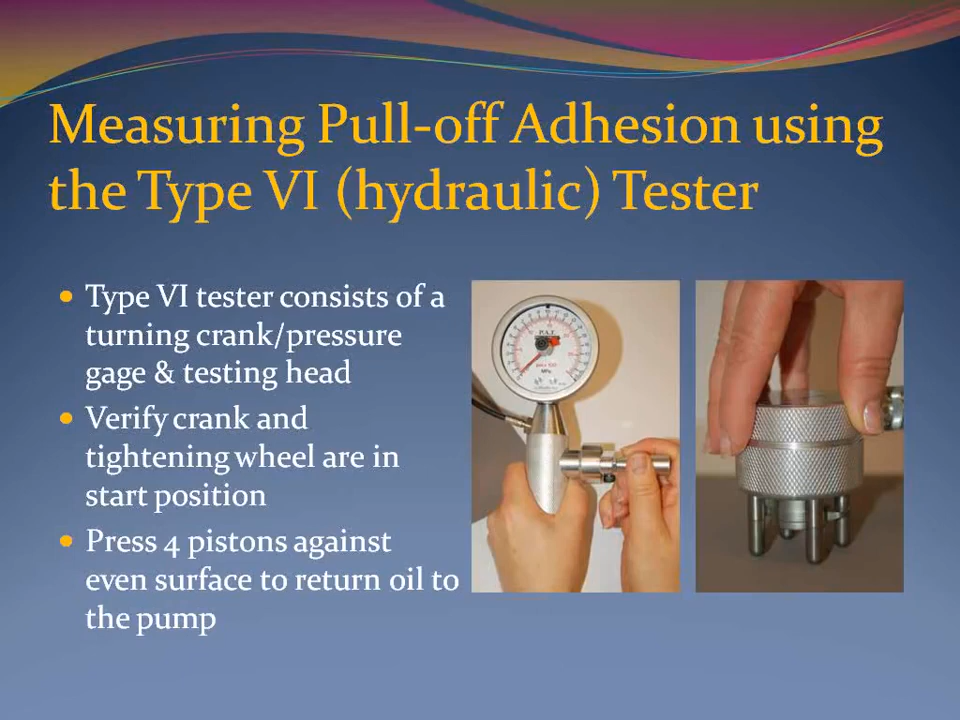 Measuring Pull-off Adhesion using
the Type VI (hydraulic) Tester
Type VI tester consists of a
turning crank/pressure
gage & testing head
Verify crank and
tightening wheel are in
start position
Press 4 pistons against
even surface to return oil to
the pump
P.A.T.
MPa